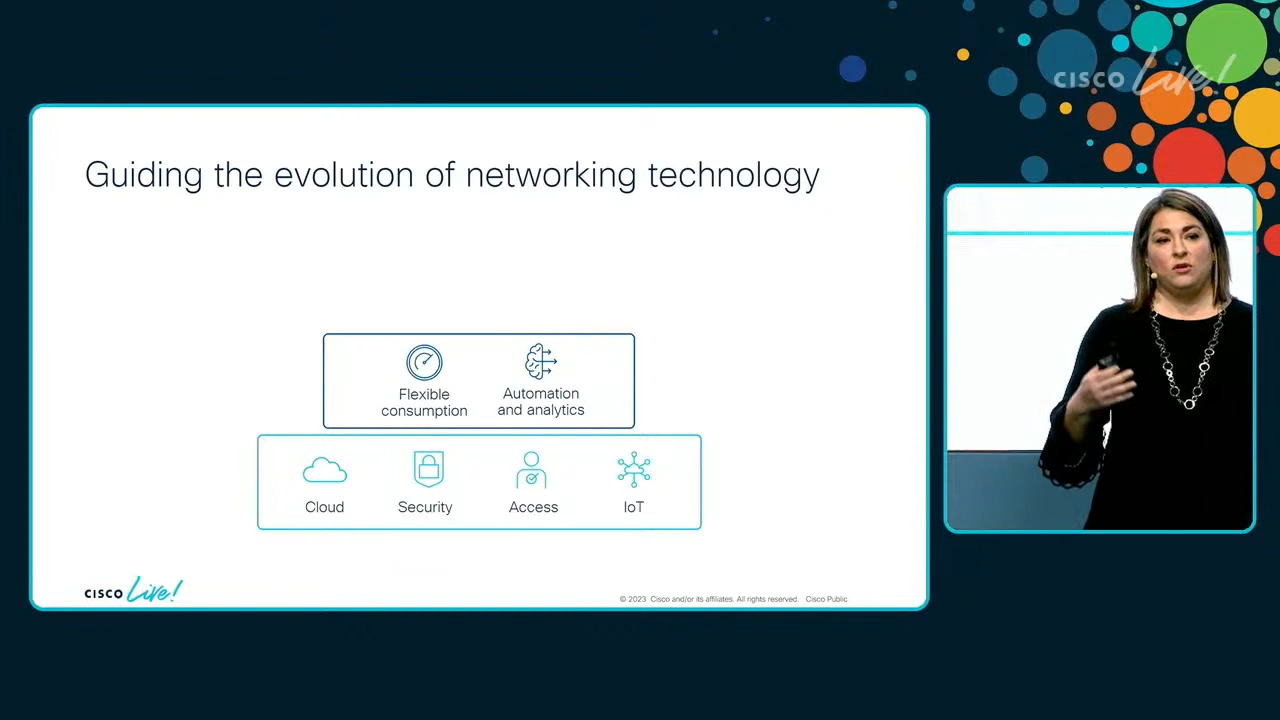 CISCO Live!
Guiding the evolution of networking technology
Flexible
consumption
Automation
and analytics
Cloud
Security
Access
IoT
CISCO Live!
© 2023 Cisco and/or its affiliates. All rights reserved. Cisco Public